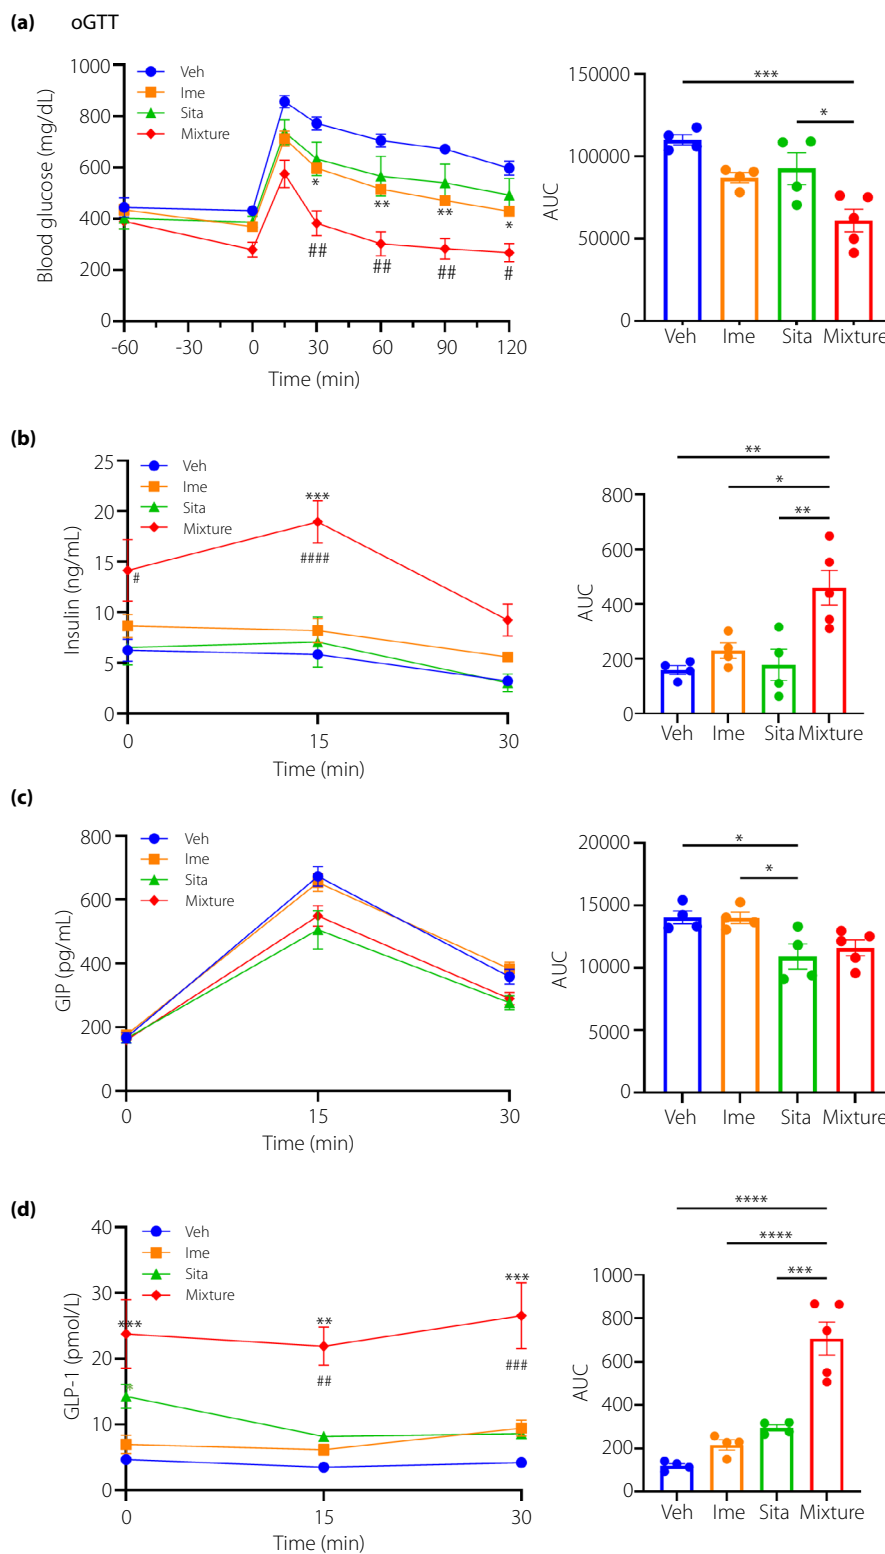 (a) oGTT
Veh
Ime
Sita
Mixture
Blood glucose (mg/dL)
1000
800
600
400
200
0
*
**
**
*
##
##
##
#
-60 -30 0 30 60 90 120
Time (min)
***
*
AUC
150000
100000
50000
0
Veh Ime Sita Mixture
(b)
Veh
Ime
Sita
Mixture
Insulin (ng/mL)
25
20
15
10
5
0
***
####
#
0 15 30
Time (min)
**
*
**
AUC
800
600
400
200
0
Veh Ime Sita Mixture
(c)
Veh
Ime
Sita
Mixture
GIP (pg/mL)
800
600
400
200
0
0 15 30
Time (min)
*
*
AUC
20000
15000
10000
5000
0
Veh Ime Sita Mixture
(d)
Veh
Ime
Sita
Mixture
GLP-1 (pmol/L)
40
30
20
10
0
***
**
***
##
###
*
0 15 30
Time (min)
****
****
***
AUC
1000
800
600
400
200
0
Veh Ime Sita Mixture